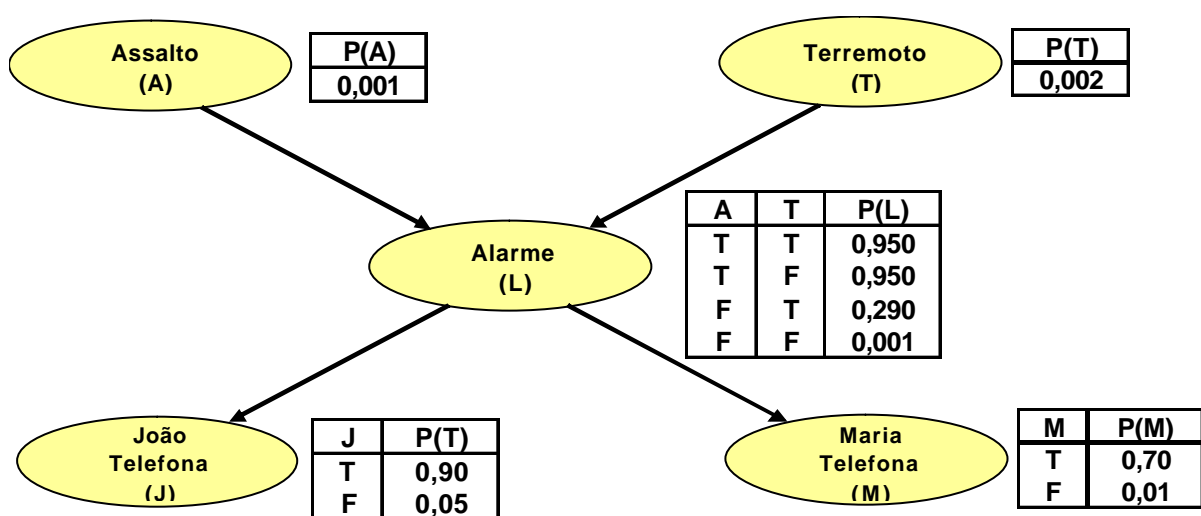 Assalto
(A)
P(A)
0,001
Terremoto
(T)
P(T)
0,002
Alarme
(L)
A T P(L)
T T 0,950
T F 0,950
F T 0,290
F F 0,001
João
Telefona
(J)
J P(T)
T 0,90
F 0,05
Maria
Telefona
(M)
M P(M)
T 0,70
F 0,01